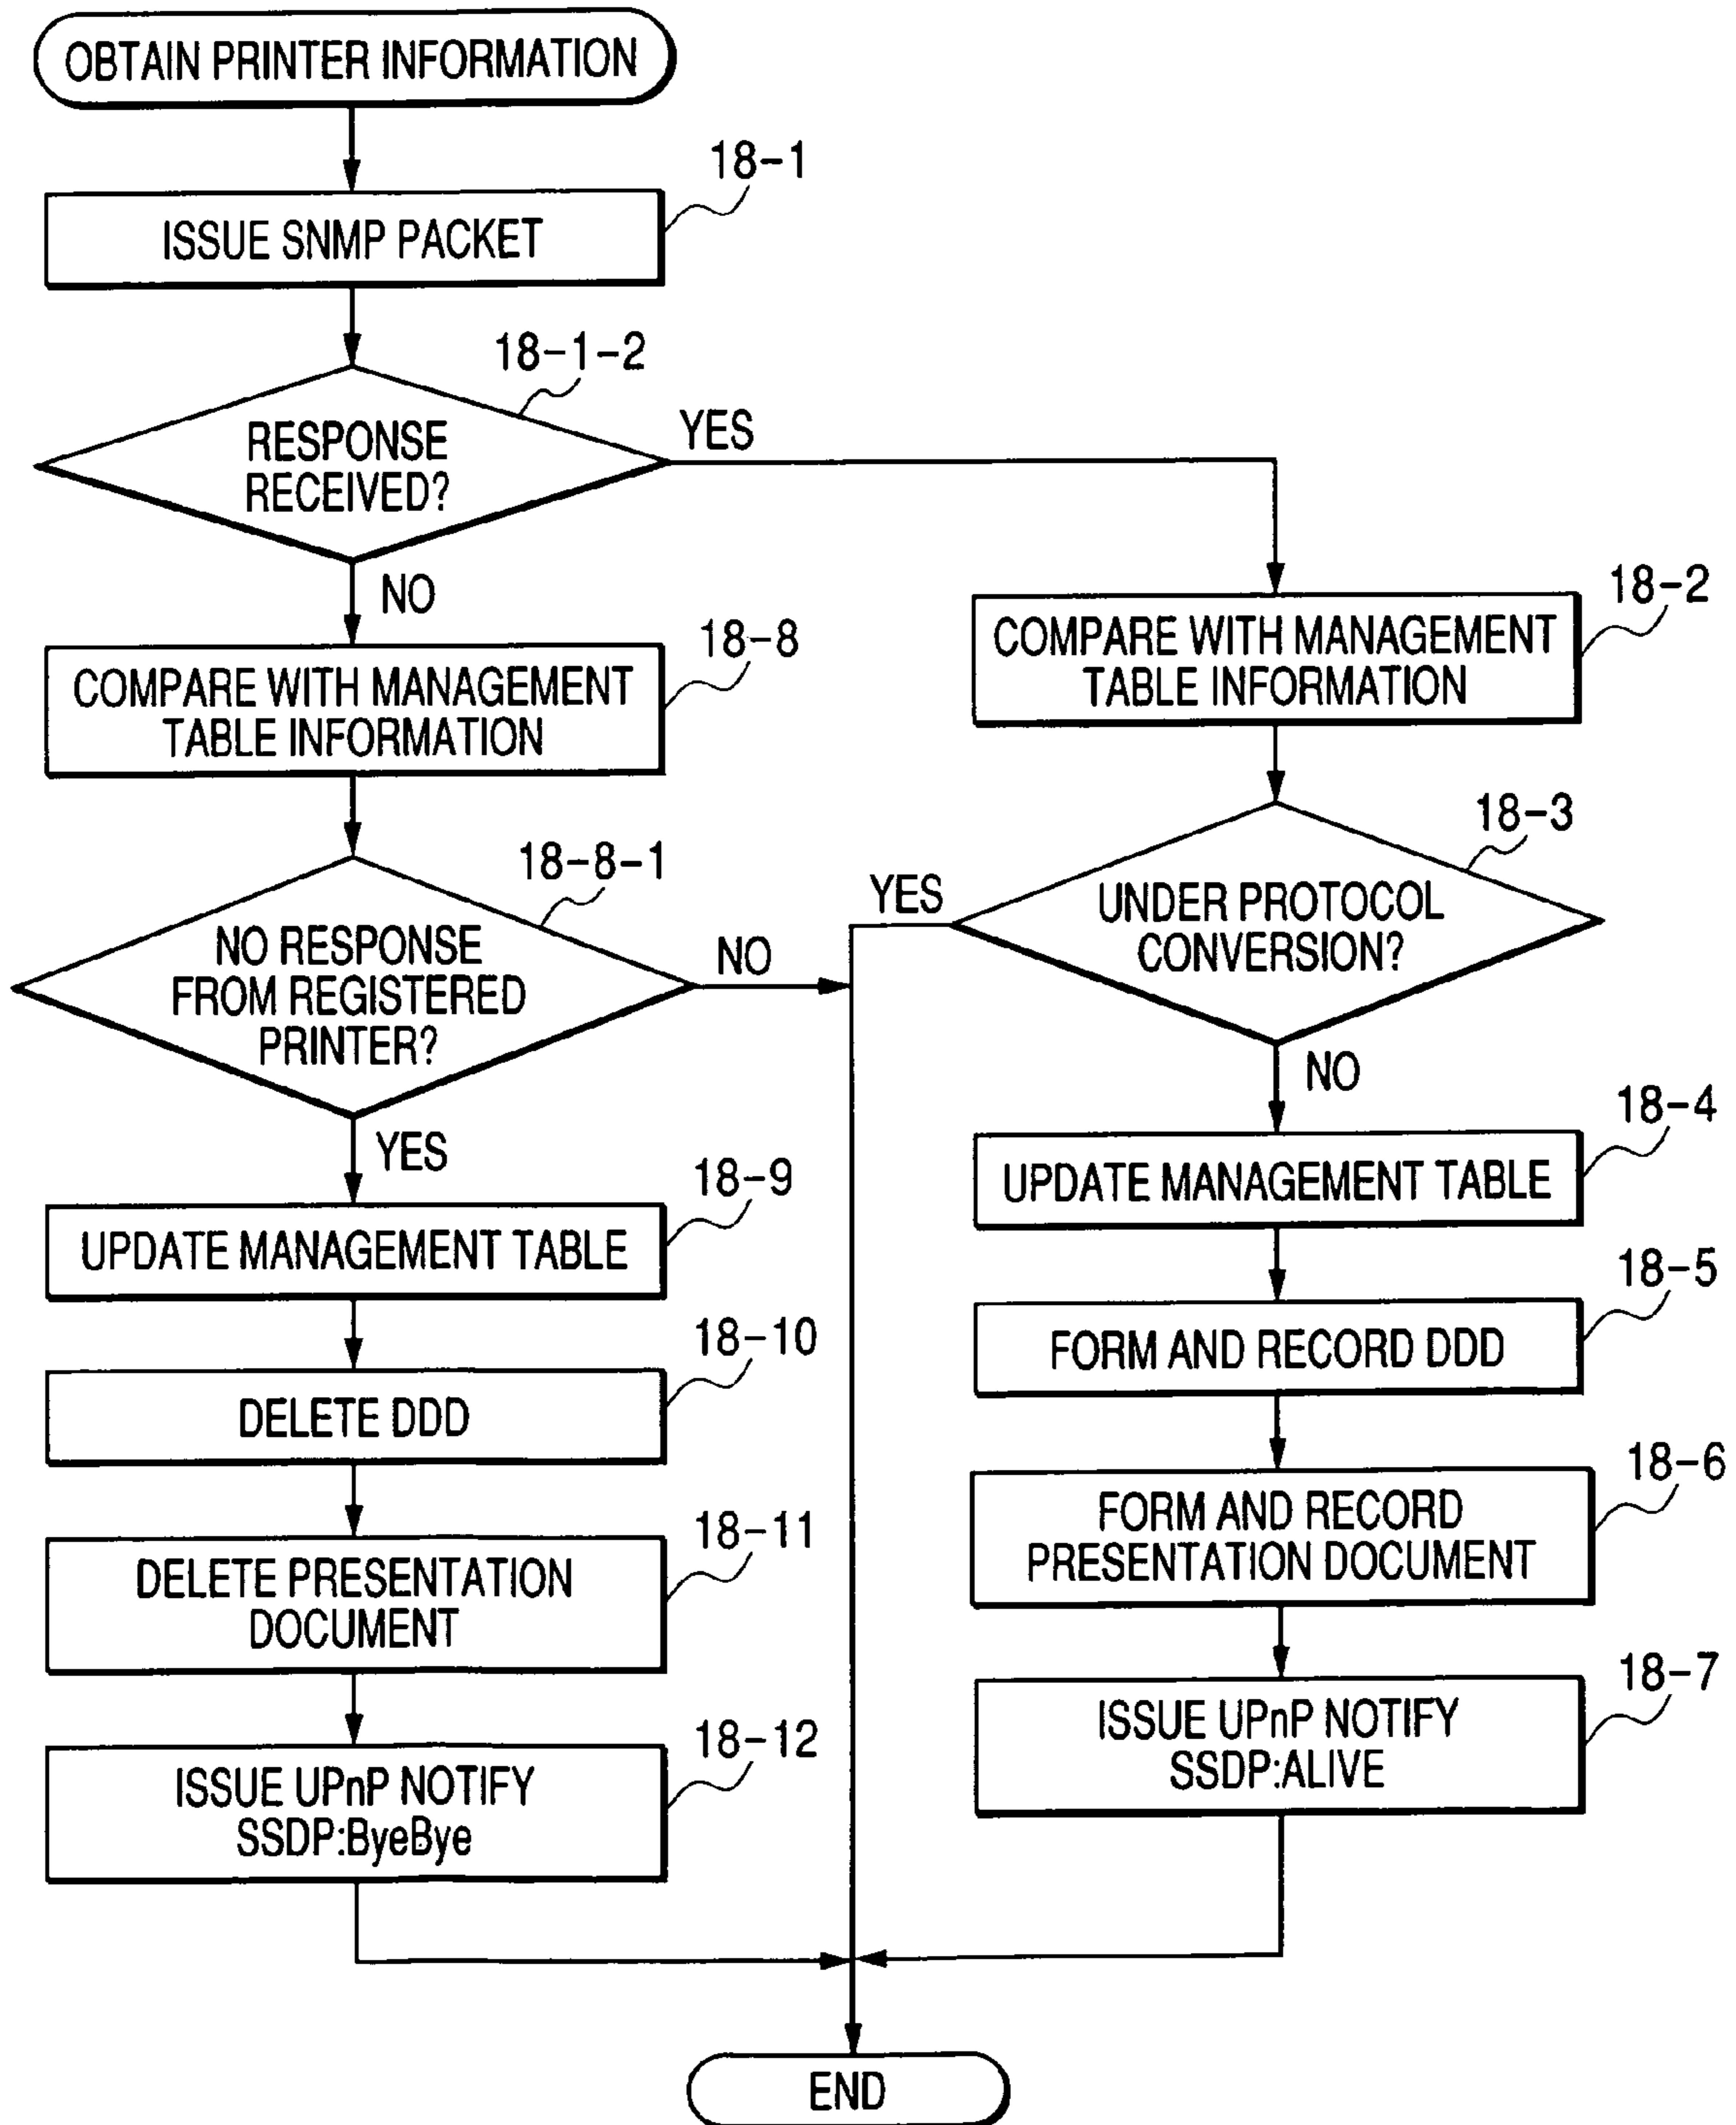 OBTAIN PRINTER INFORMATION
18-1
ISSUE SNMP PACKET
18-1-2
RESPONSE
RECEIVED?
YES
NO
18-8
COMPARE WITH MANAGEMENT
TABLE INFORMATION
18-2
COMPARE WITH MANAGEMENT
TABLE INFORMATION
18-8-1
NO RESPONSE
FROM REGISTERED
PRINTER?
NO
YES
18-3
UNDER PROTOCOL
CONVERSION?
YES
NO
18-9
UPDATE MANAGEMENT TABLE
18-10
DELETE DDD
18-11
DELETE PRESENTATION
DOCUMENT
18-12
ISSUE UPnP NOTIFY
SSDP:ByeBye
18-4
UPDATE MANAGEMENT TABLE
18-5
FORM AND RECORD DDD
18-6
FORM AND RECORD
PRESENTATION DOCUMENT
18-7
ISSUE UPnP NOTIFY
SSDP:ALIVE
END